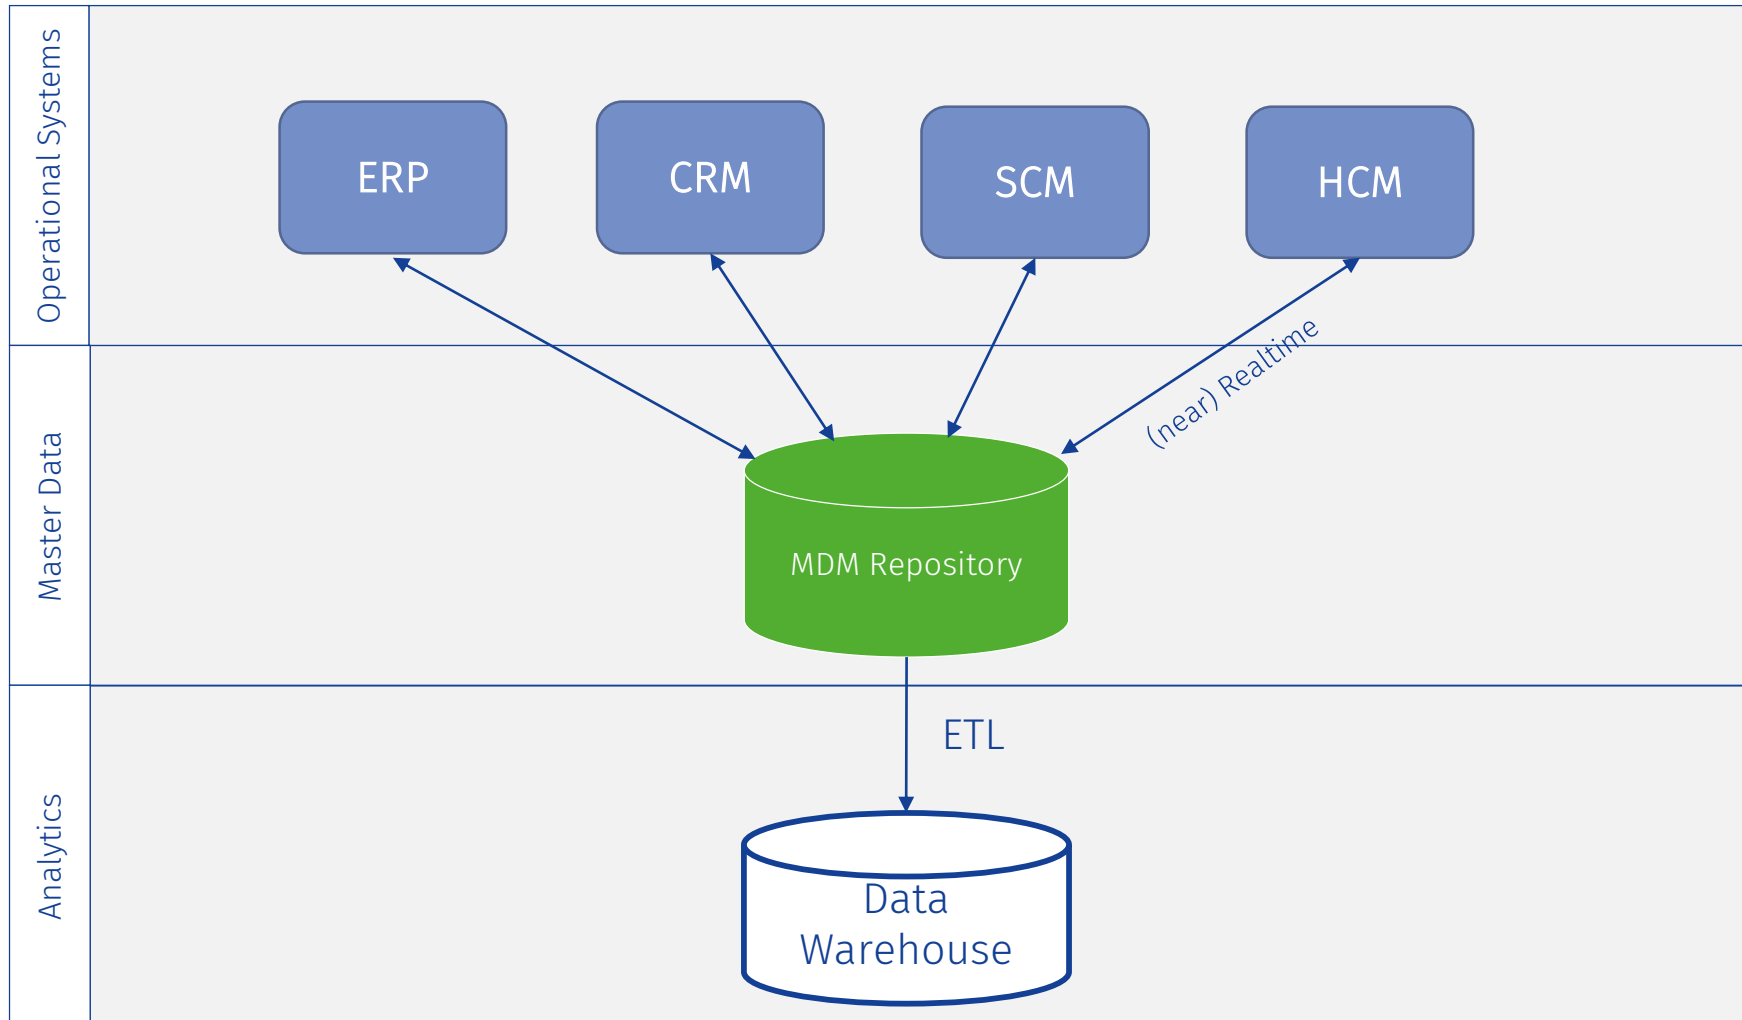 Operational Systems
ERP
CRM
SCM
HCM
(near) Realtime
Master Data
MDM Repository
Analytics
ETL
Data
Warehouse